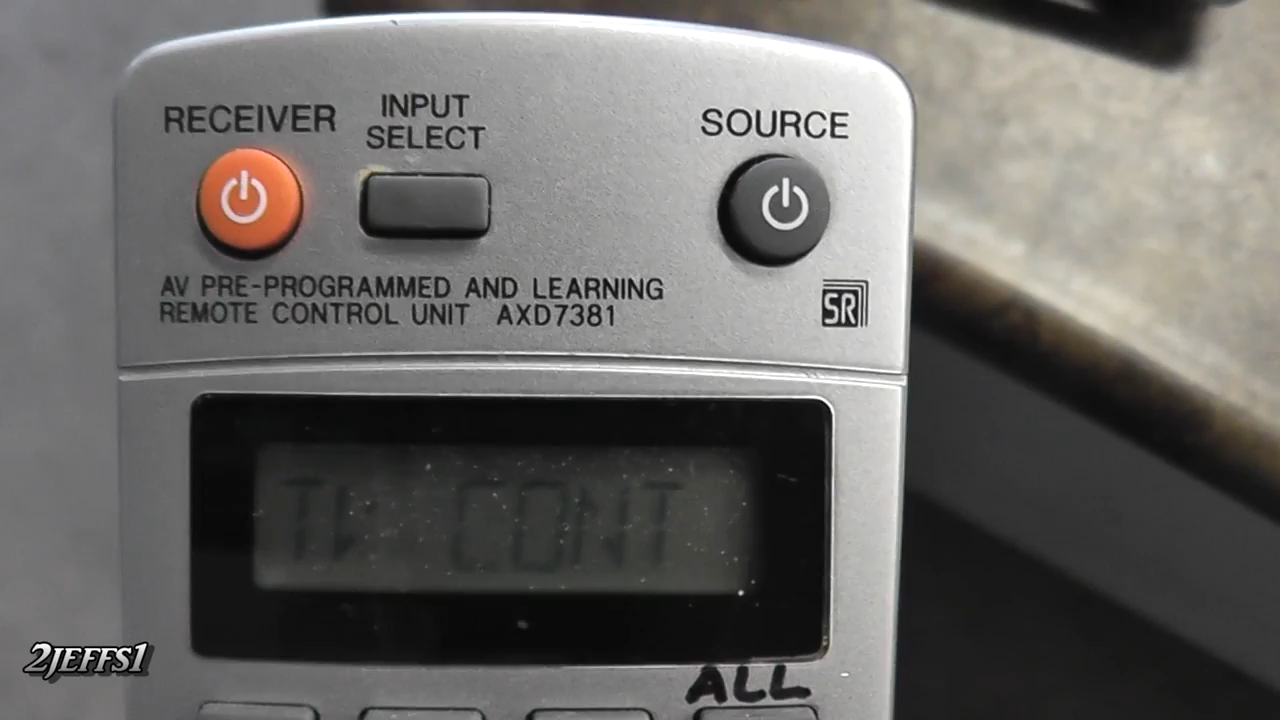 RECEIVER
INPUT
SELECT
SOURCE
AV PRE-PROGRAMMED AND LEARNING
REMOTE CONTROL UNIT AXD7381
SR
TV CONT
ALL
2JEFFS1